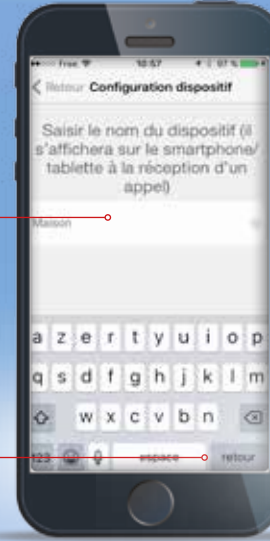 Free 10:57 97 %
Retour Configuration dispositif
Saisir le nom du dispositif (il
s'affichera sur le smartphone/
tablette à la réception d'un
appel)
Maison
a z e r t y u i o p
q s d f g h j k l m
w x c v b n
123 espace retour